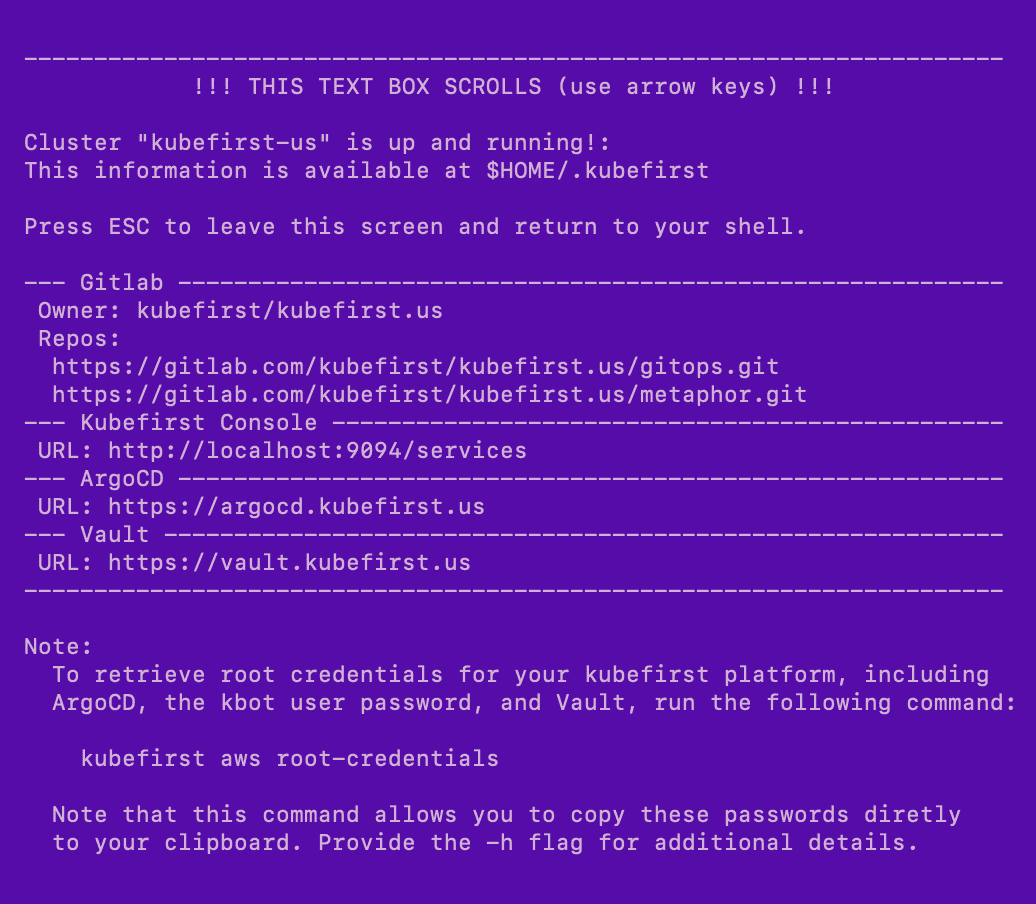 ----------------------------------------------------------------------
!!! THIS TEXT BOX SCROLLS (use arrow keys) !!!
Cluster "kubefirst-us" is up and running!:
This information is available at $HOME/.kubefirst
Press ESC to leave this screen and return to your shell.
--- Gitlab -----------------------------------------------------------
Owner: kubefirst/kubefirst.us
Repos:
https://gitlab.com/kubefirst/kubefirst.us/gitops.git
https://gitlab.com/kubefirst/kubefirst.us/metaphor.git
--- Kubefirst Console ------------------------------------------------
URL: http://localhost:9094/services
--- ArgoCD -----------------------------------------------------------
URL: https://argocd.kubefirst.us
--- Vault ------------------------------------------------------------
URL: https://vault.kubefirst.us
----------------------------------------------------------------------
Note:
To retrieve root credentials for your kubefirst platform, including
ArgoCD, the kbot user password, and Vault, run the following command:
kubefirst aws root-credentials
Note that this command allows you to copy these passwords diretly
to your clipboard. Provide the -h flag for additional details.